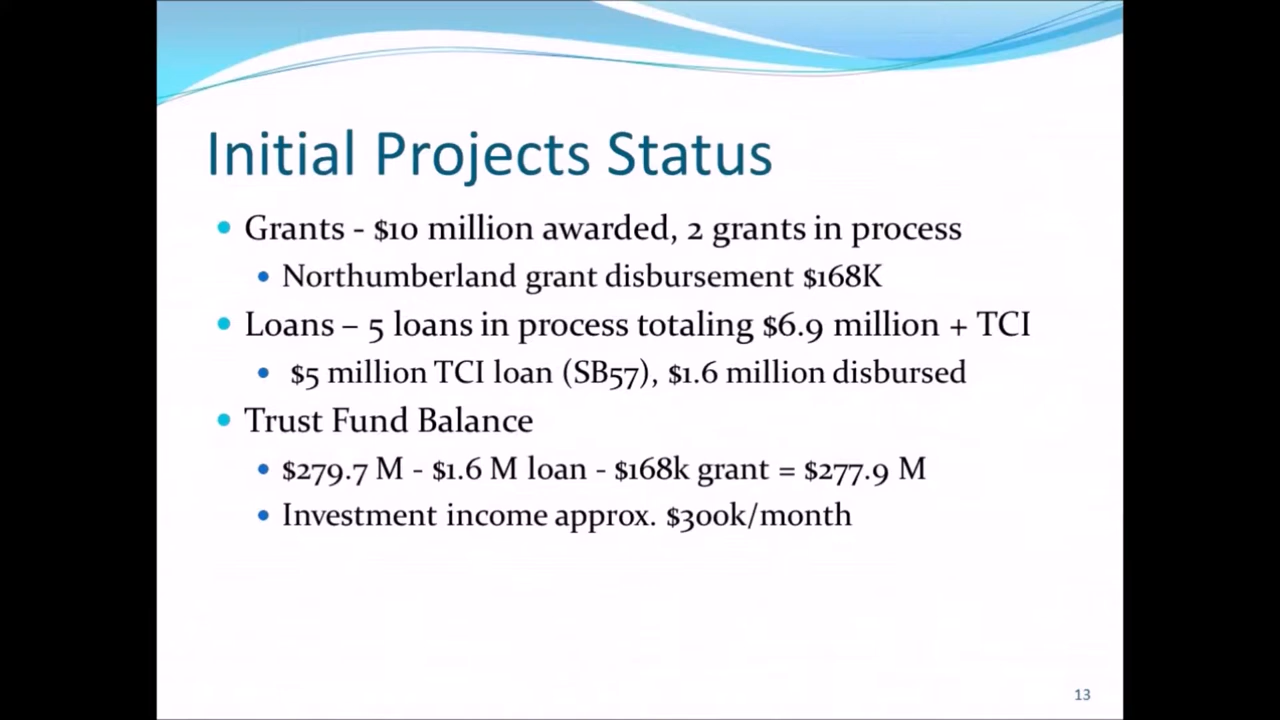 Initial Projects Status
• Grants - $10 million awarded, 2 grants in process
• Northumberland grant disbursement $168K
• Loans – 5 loans in process totaling $6.9 million + TCI
• $5 million TCI loan (SB57), $1.6 million disbursed
• Trust Fund Balance
• $279.7 M - $1.6 M loan - $168k grant = $277.9 M
• Investment income approx. $300k/month
13